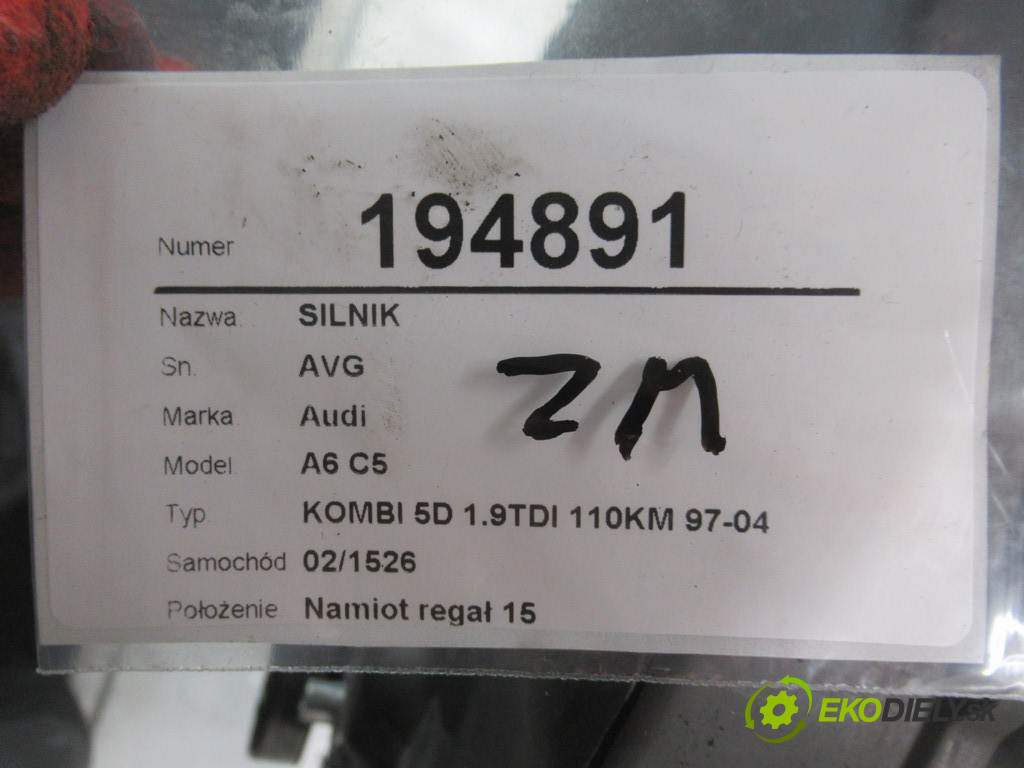 Numer 194891
Nazwa SILNIK
Sn. AVG
Marka Audi
ZM
Model A6 C5
Typ KOMBI 5D 1.9TDI 110KM 97-04
Samochód 02/1526
Położenie Namiot regał 15
EKODIELY.SK